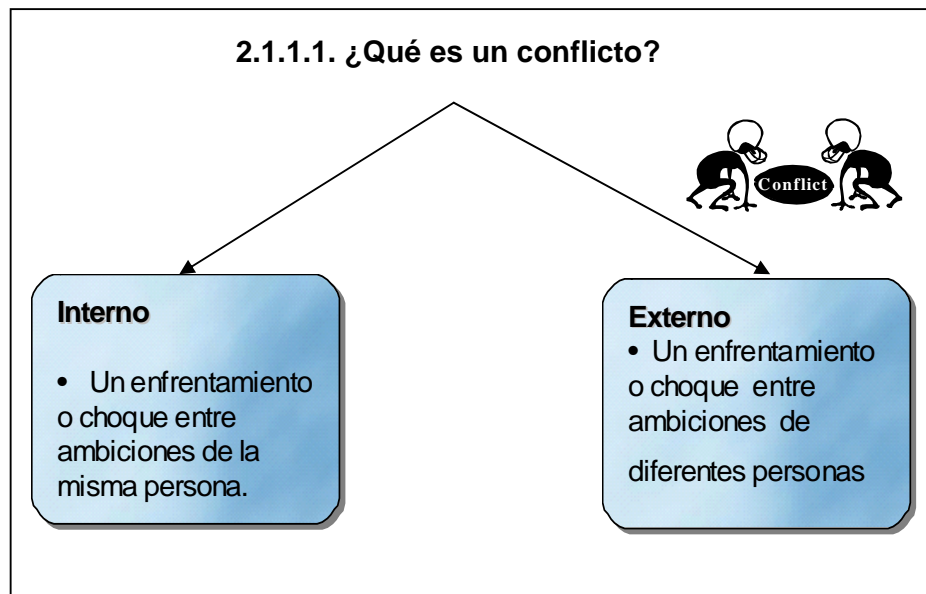 2.1.1.1. ¿Qué es un conflicto?
Conflict
Interno
• Un enfrentamiento
o choque entre
ambiciones de la
misma persona.
Externo
• Un enfrentamiento
o choque entre
ambiciones de
diferentes personas